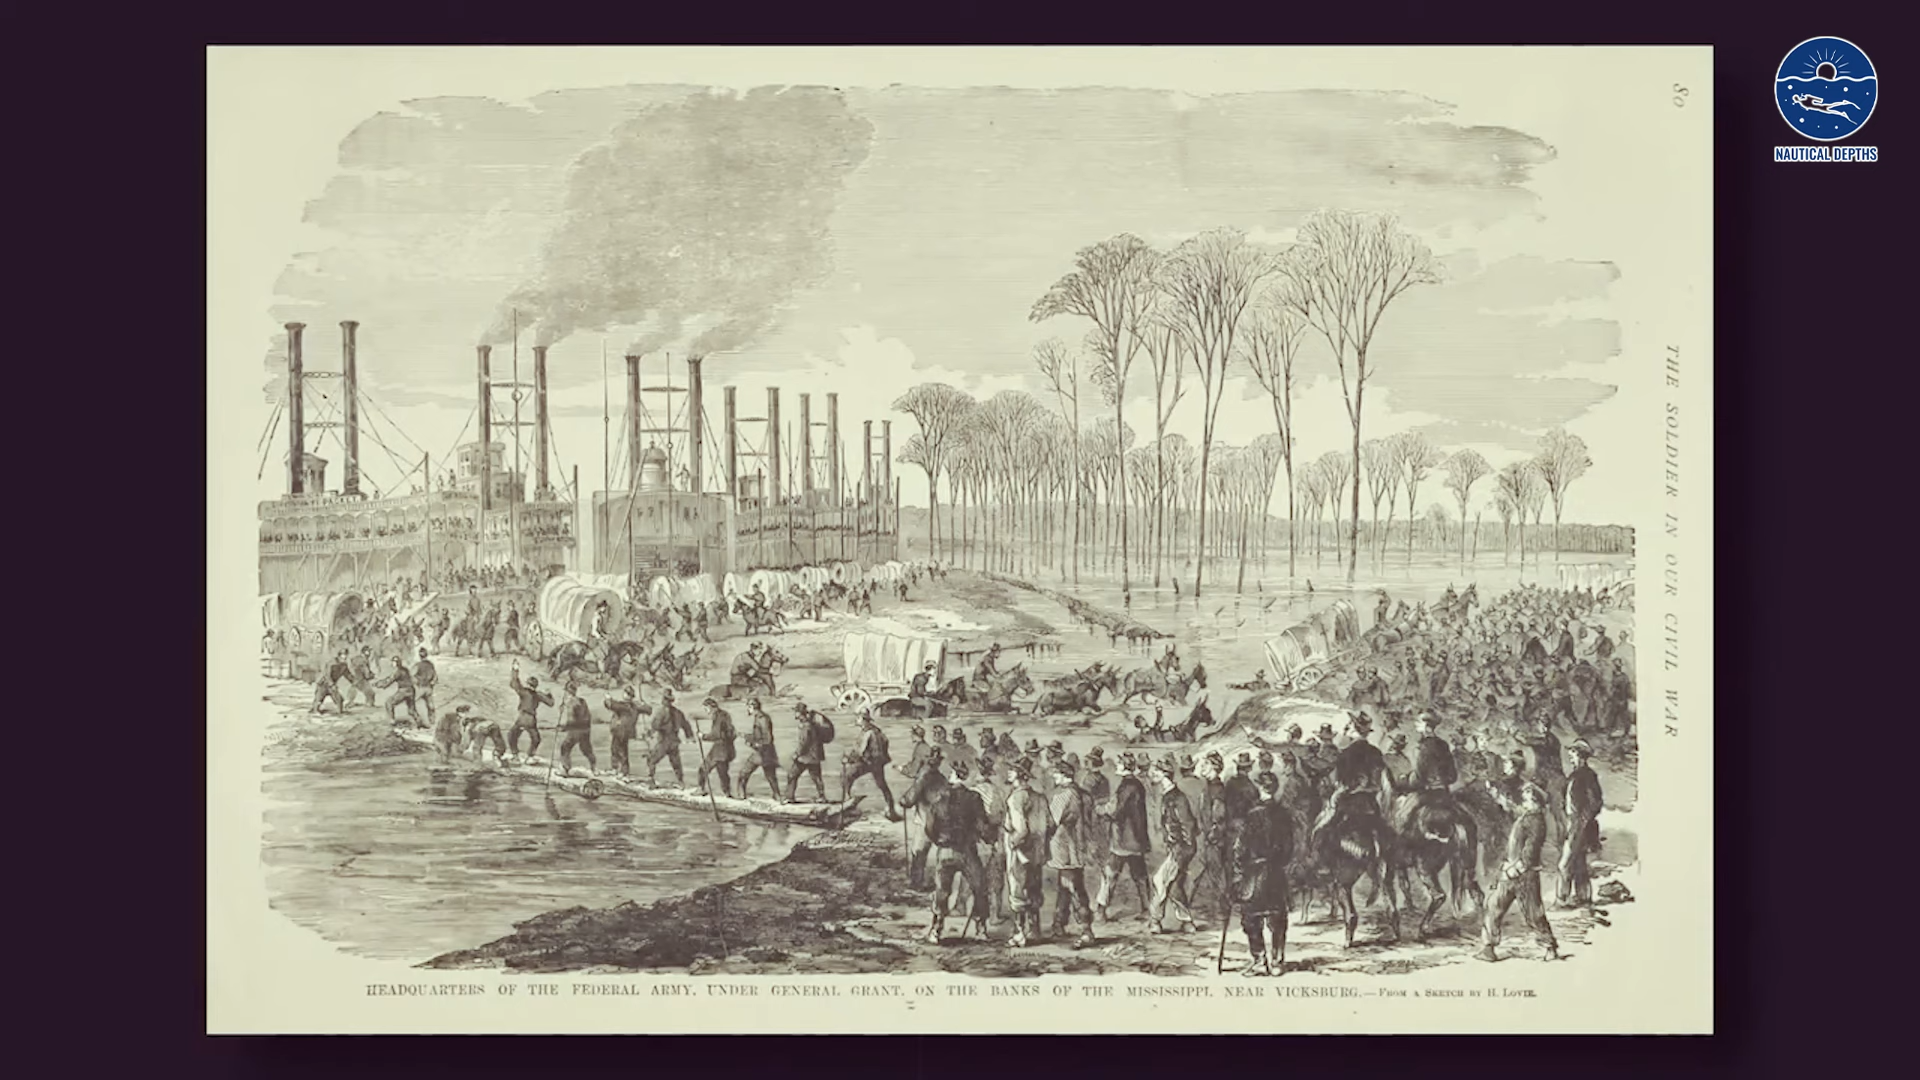 NAUTICAL DEPTHS
80
THE SOLDIER IN OUR CIVIL WAR
HEADQUARTERS OF THE FEDERAL ARMY, UNDER GENERAL GRANT, ON THE BANKS OF THE MISSISSIPPI, NEAR VICKSBURG.—FROM A SKETCH BY H. LOVIE.